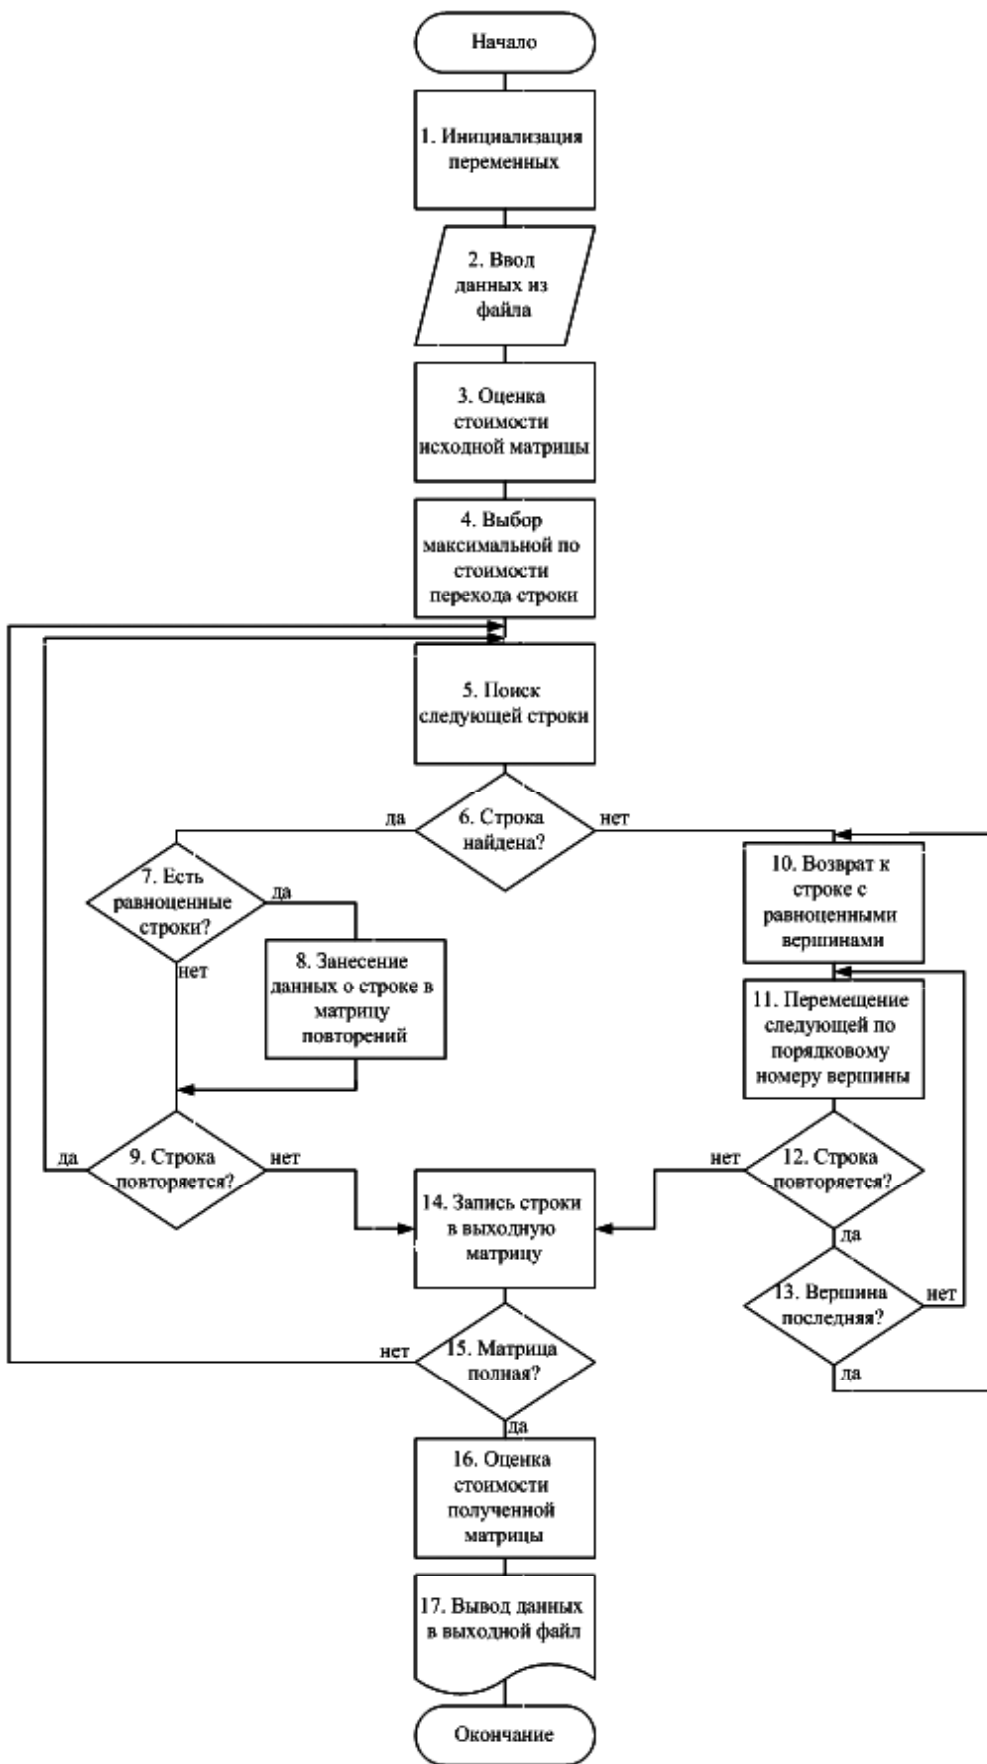 Начало
1. Инициализация
переменных
2. Ввод
данных из
файла
3. Оценка
стоимости
исходной матрицы
4. Выбор
максимальной по
стоимости
перехода строки
5. Поиск
следующей строки
6. Строка
найдена?
да
нет
7. Есть
равноценные
строки?
да
нет
8. Занесение
данных о строке в
матрицу
повторений
9. Строка
повторяется?
да
нет
10. Возврат к
строке с
равноценными
вершинами
11. Перемещение
следующей по
порядковому
номеру вершины
12. Строка
повторяется?
нет
да
13. Вершина
последняя?
нет
да
14. Запись строки
в выходную
матрицу
15. Матрица
полная?
нет
да
16. Оценка
стоимости
полученной
матрицы
17. Вывод данных
в выходной файл
Окончание